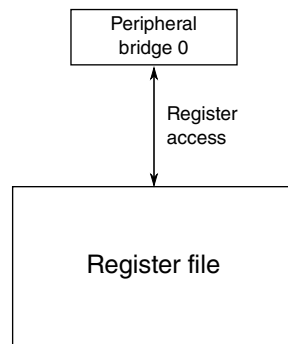 Peripheral
bridge 0
Register
access
Register file